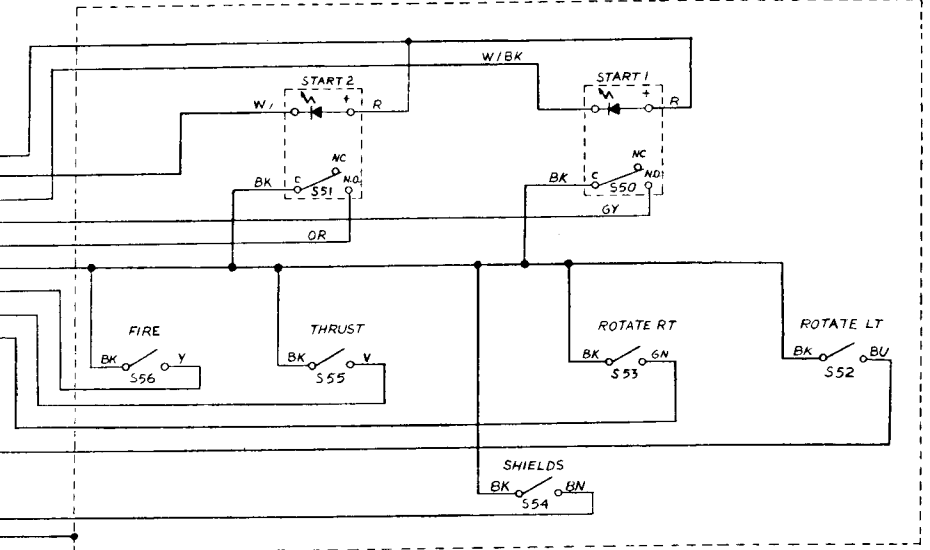 W/BK
START 2
START 1
W/
+
R
+
R
NC
NC
BK
C
S51
N.O.
BK
C
S50
N.O.
GY
OR
FIRE
THRUST
ROTATE RT
ROTATE LT
BK
Y
BK
V
BK
GN
BK
BU
S56
S55
S53
S52
SHIELDS
BK
BN
S54